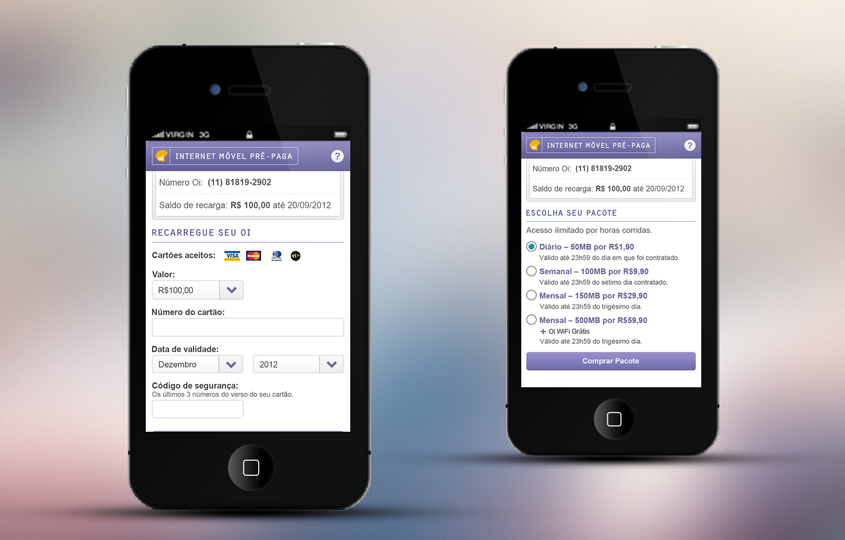 VIRGIN 3G
INTERNET MÓVEL PRÉ-PAGA
?
Número Oi: (11) 81819-2902
Saldo de recarga: R$ 100,00 até 20/09/2012
RECARREGUE SEU OI
Cartões aceitos: VISA MasterCard
Valor:
R$100,00
Número do cartão:
Data de validade:
Dezembro
2012
Código de segurança:
Os últimos 3 números do verso do seu cartão.
VIRGIN 3G
INTERNET MÓVEL PRÉ-PAGA
?
Número Oi: (11) 81819-2902
Saldo de recarga: R$ 100,00 até 20/09/2012
ESCOLHA SEU PACOTE
Acesso ilimitado por horas corridas.
Diário – 50MB por R$1,90
Válido até 23h59 do dia em que foi contratado.
Semanal – 100MB por R$9,90
Válido até 23h59 do sétimo dia contratado.
Mensal – 150MB por R$29,90
Válido até 23h59 do trigésimo dia.
Mensal – 500MB por R$59,90
+ Oi WiFi Grátis
Válido até 23h59 do trigésimo dia.
Comprar Pacote